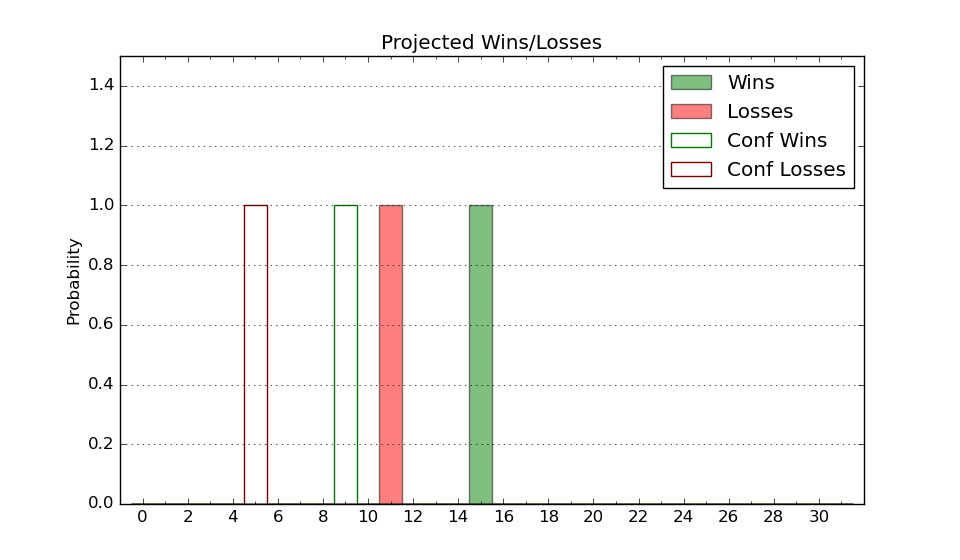 Projected Wins/Losses
Wins
Losses
Conf Wins
Conf Losses
Probability
1.4
1.2
1.0
0.8
0.6
0.4
0.2
0.0
0 2 4 6 8 10 12 14 16 18 20 22 24 26 28 30